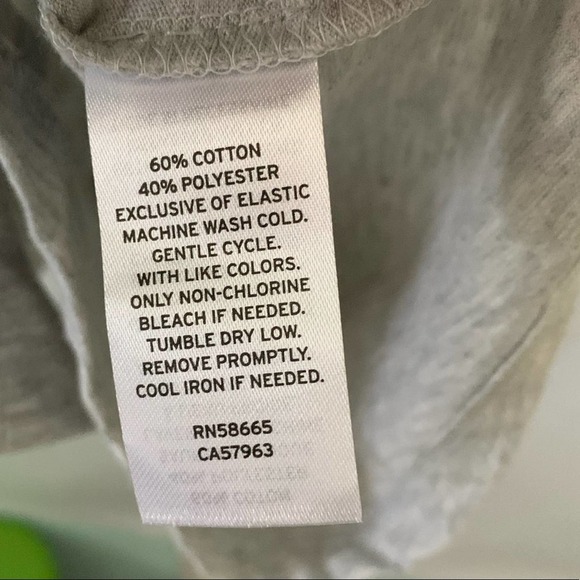 60% COTTON
40% POLYESTER
EXCLUSIVE OF ELASTIC
MACHINE WASH COLD.
GENTLE CYCLE.
WITH LIKE COLORS.
ONLY NON-CHLORINE
BLEACH IF NEEDED.
TUMBLE DRY LOW.
REMOVE PROMPTLY.
COOL IRON IF NEEDED.
RN58665
CA57963